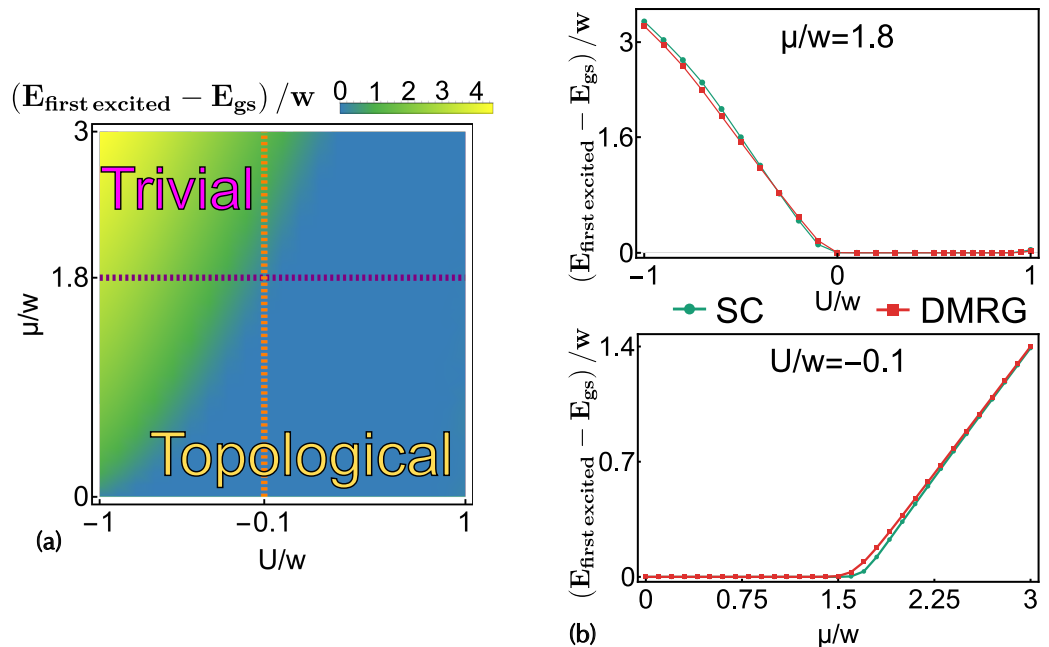 (E_first excited − E_gs) /w
0 1 2 3 4
3
1.8
0
μ/w
Trivial
Topological
−1 −0.1 1
U/w
(a)
(E_first excited − E_gs) /w
3
1.6
0
μ/w=1.8
−1 0 1
U/w
SC DMRG
(E_first excited − E_gs) /w
1.4
0.7
0
U/w=−0.1
0 0.75 1.5 2.25 3
μ/w
(b)